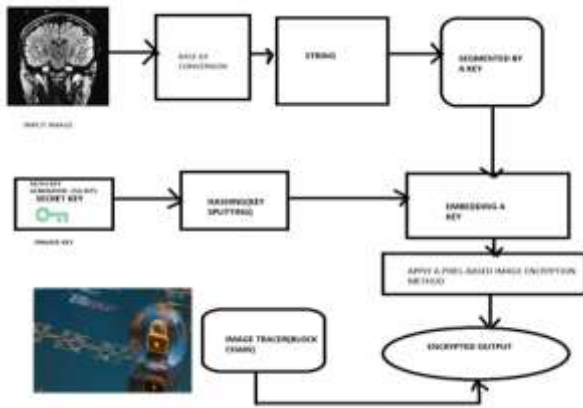 BASE 64
CONVERSION
STRING
SEGMENTED BY
A KEY
INPUT IMAGE
SECRET KEY
HASHING(KEY
SPLITTING)
EMBEDDING A
KEY
APPLY A PIXEL-BASED IMAGE ENCRYPTION
METHOD
IMAGE TRACER(BLOCK
CHAIN)
ENCRYPTED OUTPUT